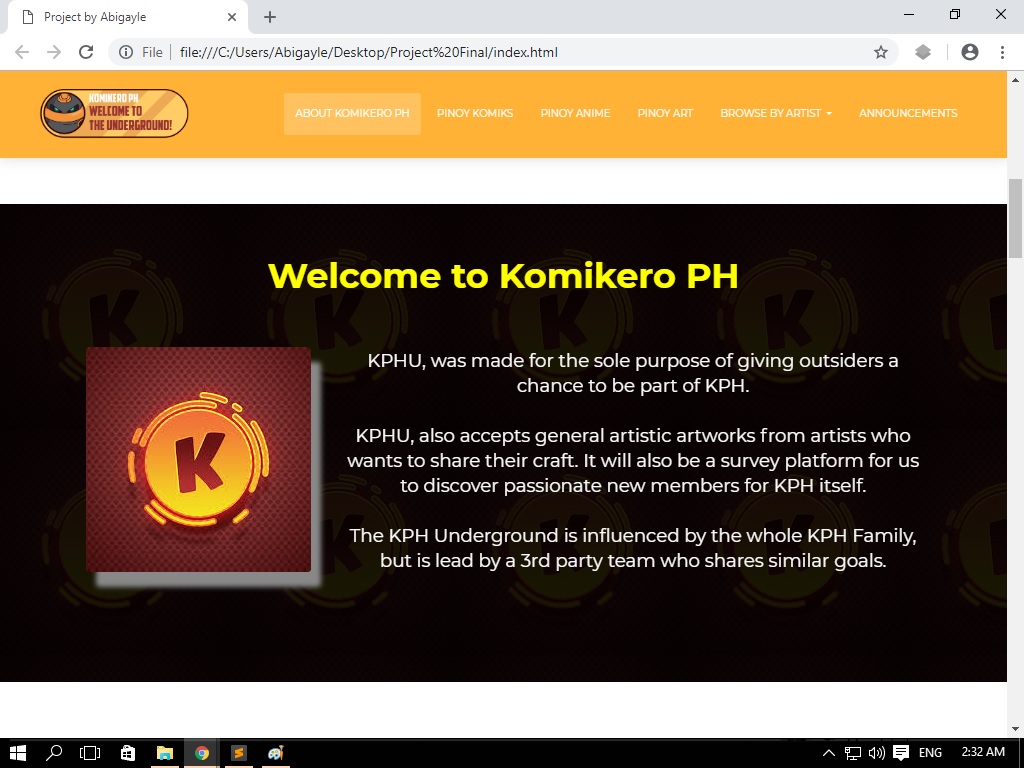 Project by Abigayle
File
file:///C:/Users/Abigayle/Desktop/Project%20Final/index.html
KOMIKERO PH
WELCOME TO
THE UNDERGROUND!
ABOUT KOMIKERO PH
PINOY KOMIKS
PINOY ANIME
PINOY ART
BROWSE BY ARTIST
ANNOUNCEMENTS
Welcome to Komikero PH
K
KPHU, was made for the sole purpose of giving outsiders a
chance to be part of KPH.
KPHU, also accepts general artistic artworks from artists who
wants to share their craft. It will also be a survey platform for us
to discover passionate new members for KPH itself.
The KPH Underground is influenced by the whole KPH Family,
but is lead by a 3rd party team who shares similar goals.
ENG
2:32 AM